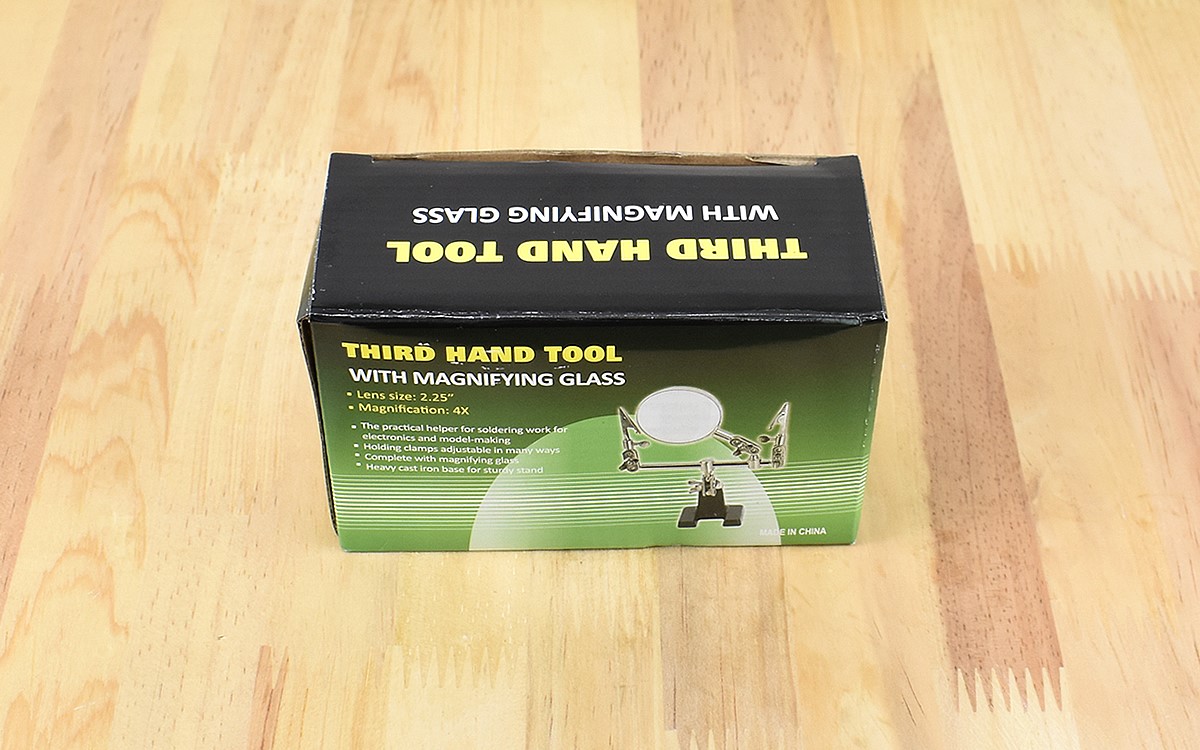 WITH MAGNIFYING GLASS
THIRD HAND TOOL
THIRD HAND TOOL
WITH MAGNIFYING GLASS
▪ Lens size: 2.25”
▪ Magnification: 4X
▪ The practical helper for soldering work for
electronics and model-making
▪ Holding clamps adjustable in many ways
▪ Complete with magnifying glass
▪ Heavy cast iron base for sturdy stand
MADE IN CHINA